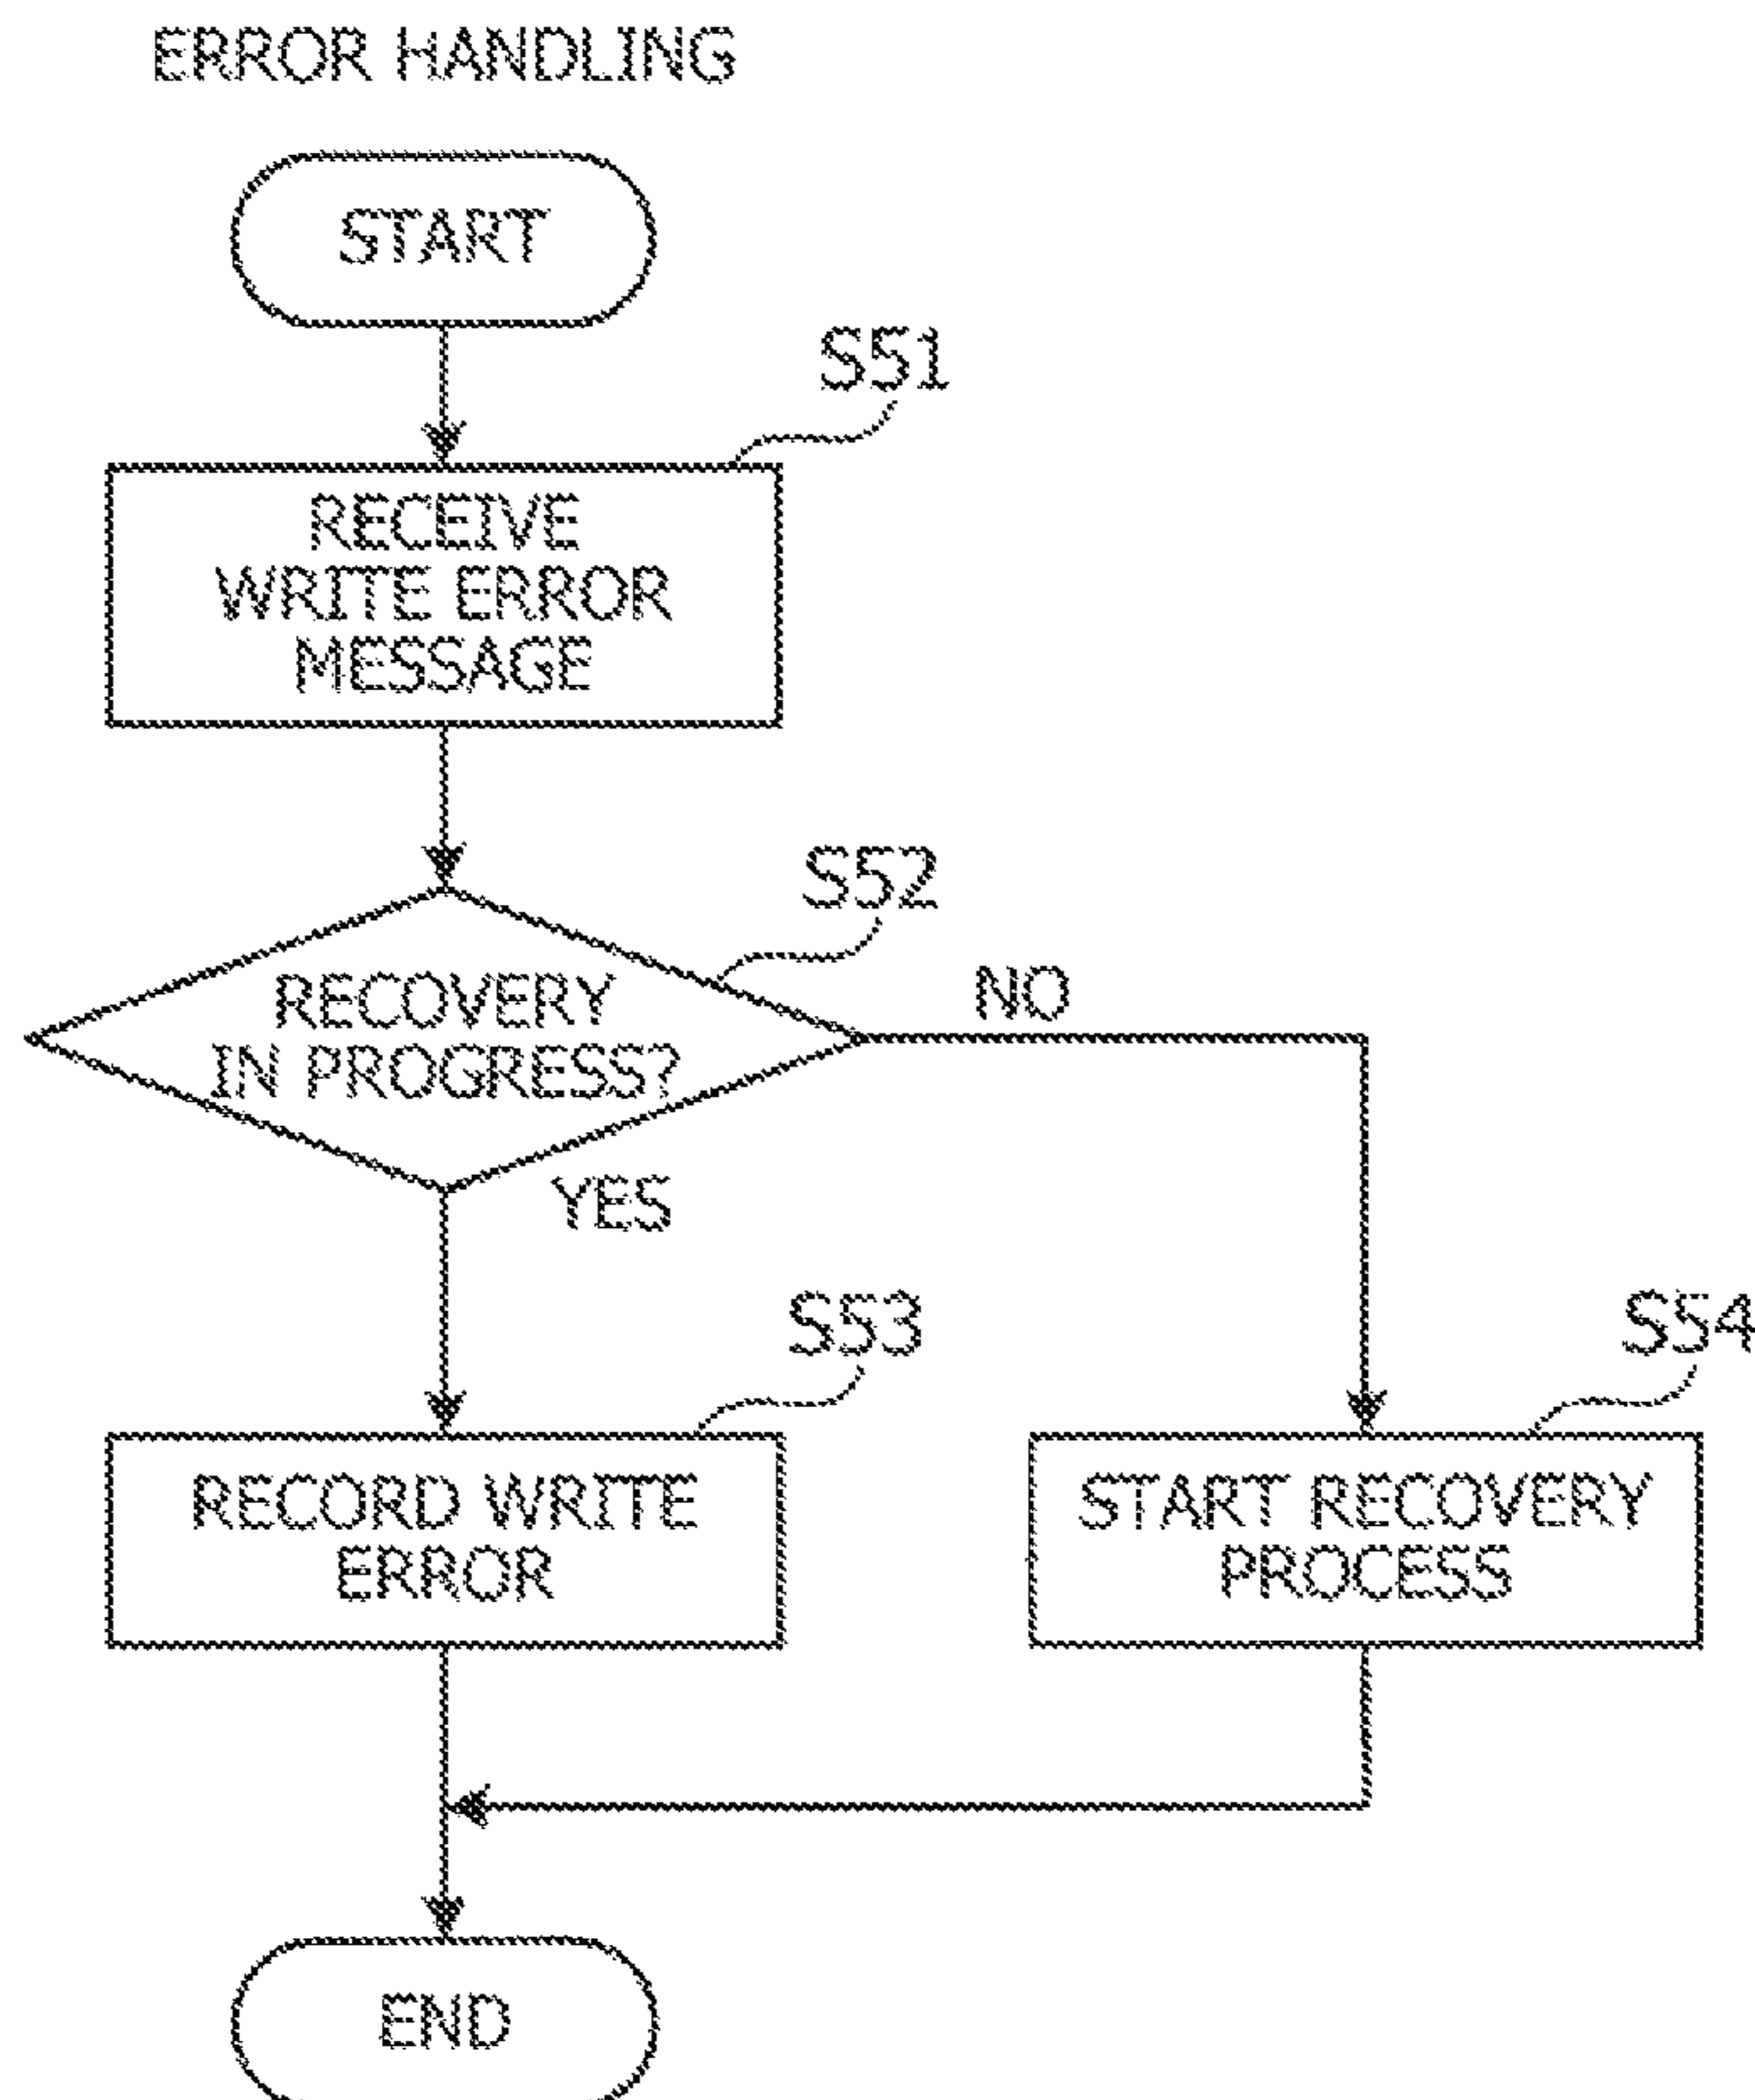 ERROR HANDLING
START
S51
RECEIVE
WRITE ERROR
MESSAGE
S52
RECOVERY
IN PROGRESS?
NO
YES
S53
RECORD WRITE
ERROR
S54
START RECOVERY
PROCESS
END